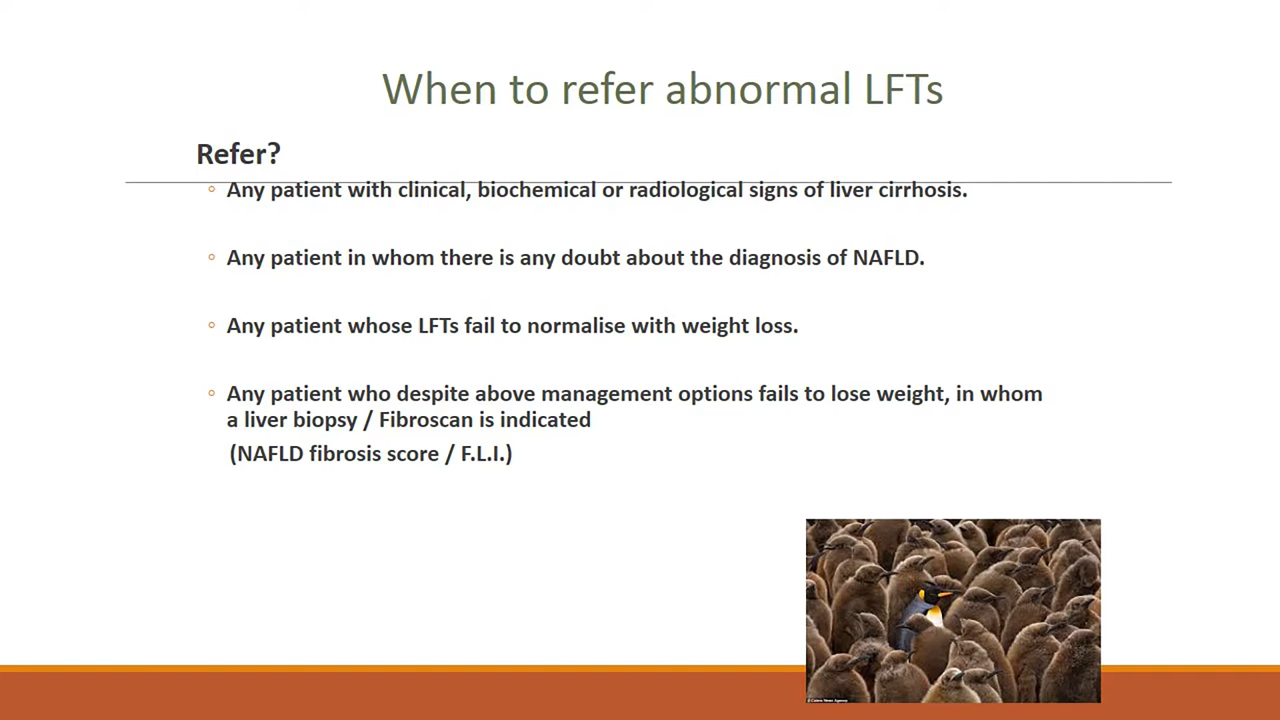 When to refer abnormal LFTs
Refer?
◦ Any patient with clinical, biochemical or radiological signs of liver cirrhosis.
◦ Any patient in whom there is any doubt about the diagnosis of NAFLD.
◦ Any patient whose LFTs fail to normalise with weight loss.
◦ Any patient who despite above management options fails to lose weight, in whom
a liver biopsy / Fibroscan is indicated
(NAFLD fibrosis score / F.L.I.)
News Agency